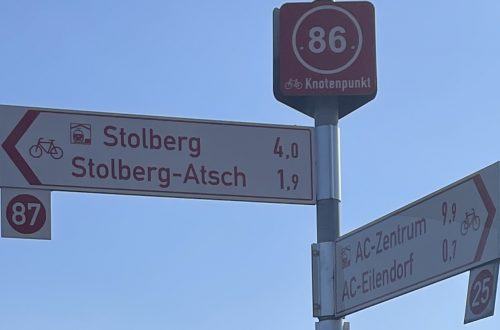 86
Knotenpunkt
Stolberg 4,0
Stolberg-Atsch 1,9
87
AC-Zentrum 9,9
AC-Eilendorf 0,7
25